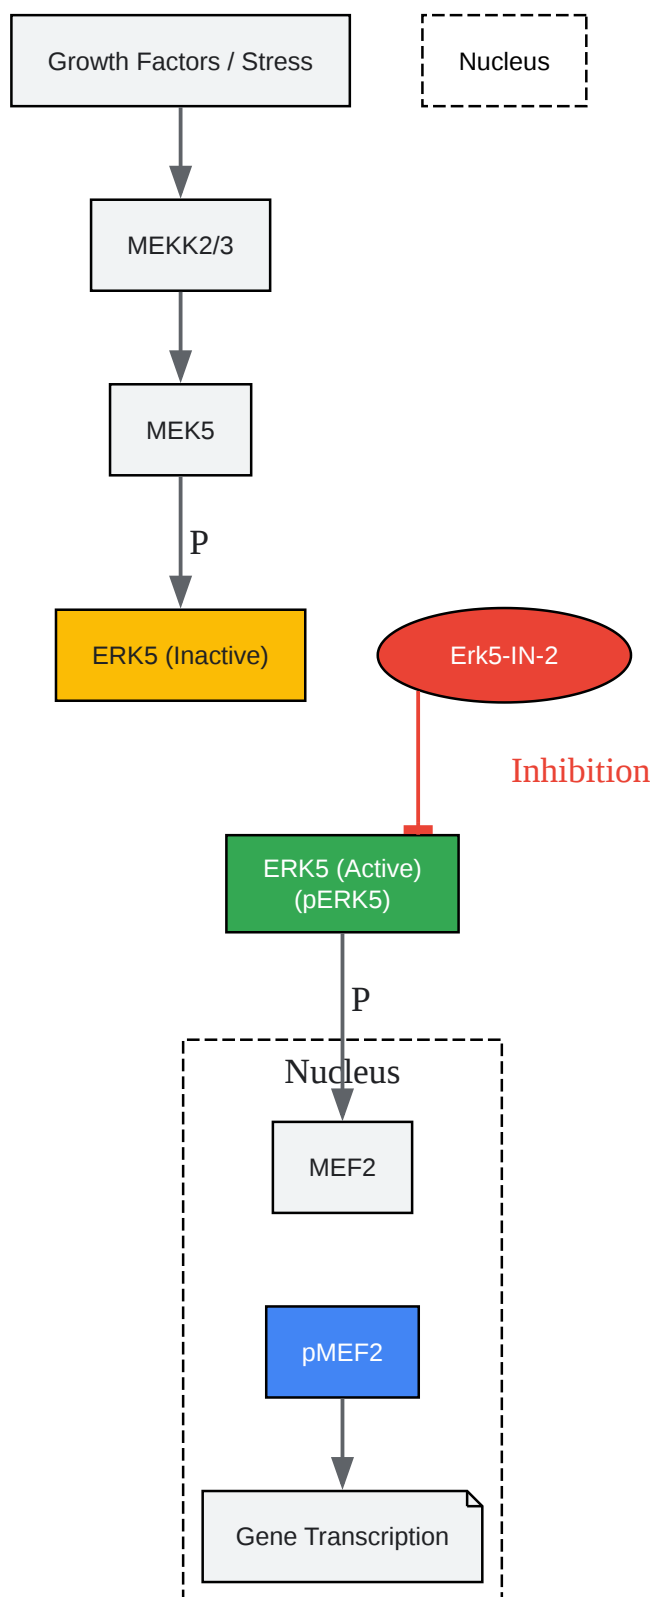 Growth Factors / Stress
Nucleus
MEKK2/3
MEK5
P
ERK5 (Inactive)
Erk5-IN-2
Inhibition
ERK5 (Active)
(pERK5)
P
Nucleus
MEF2
pMEF2
Gene Transcription